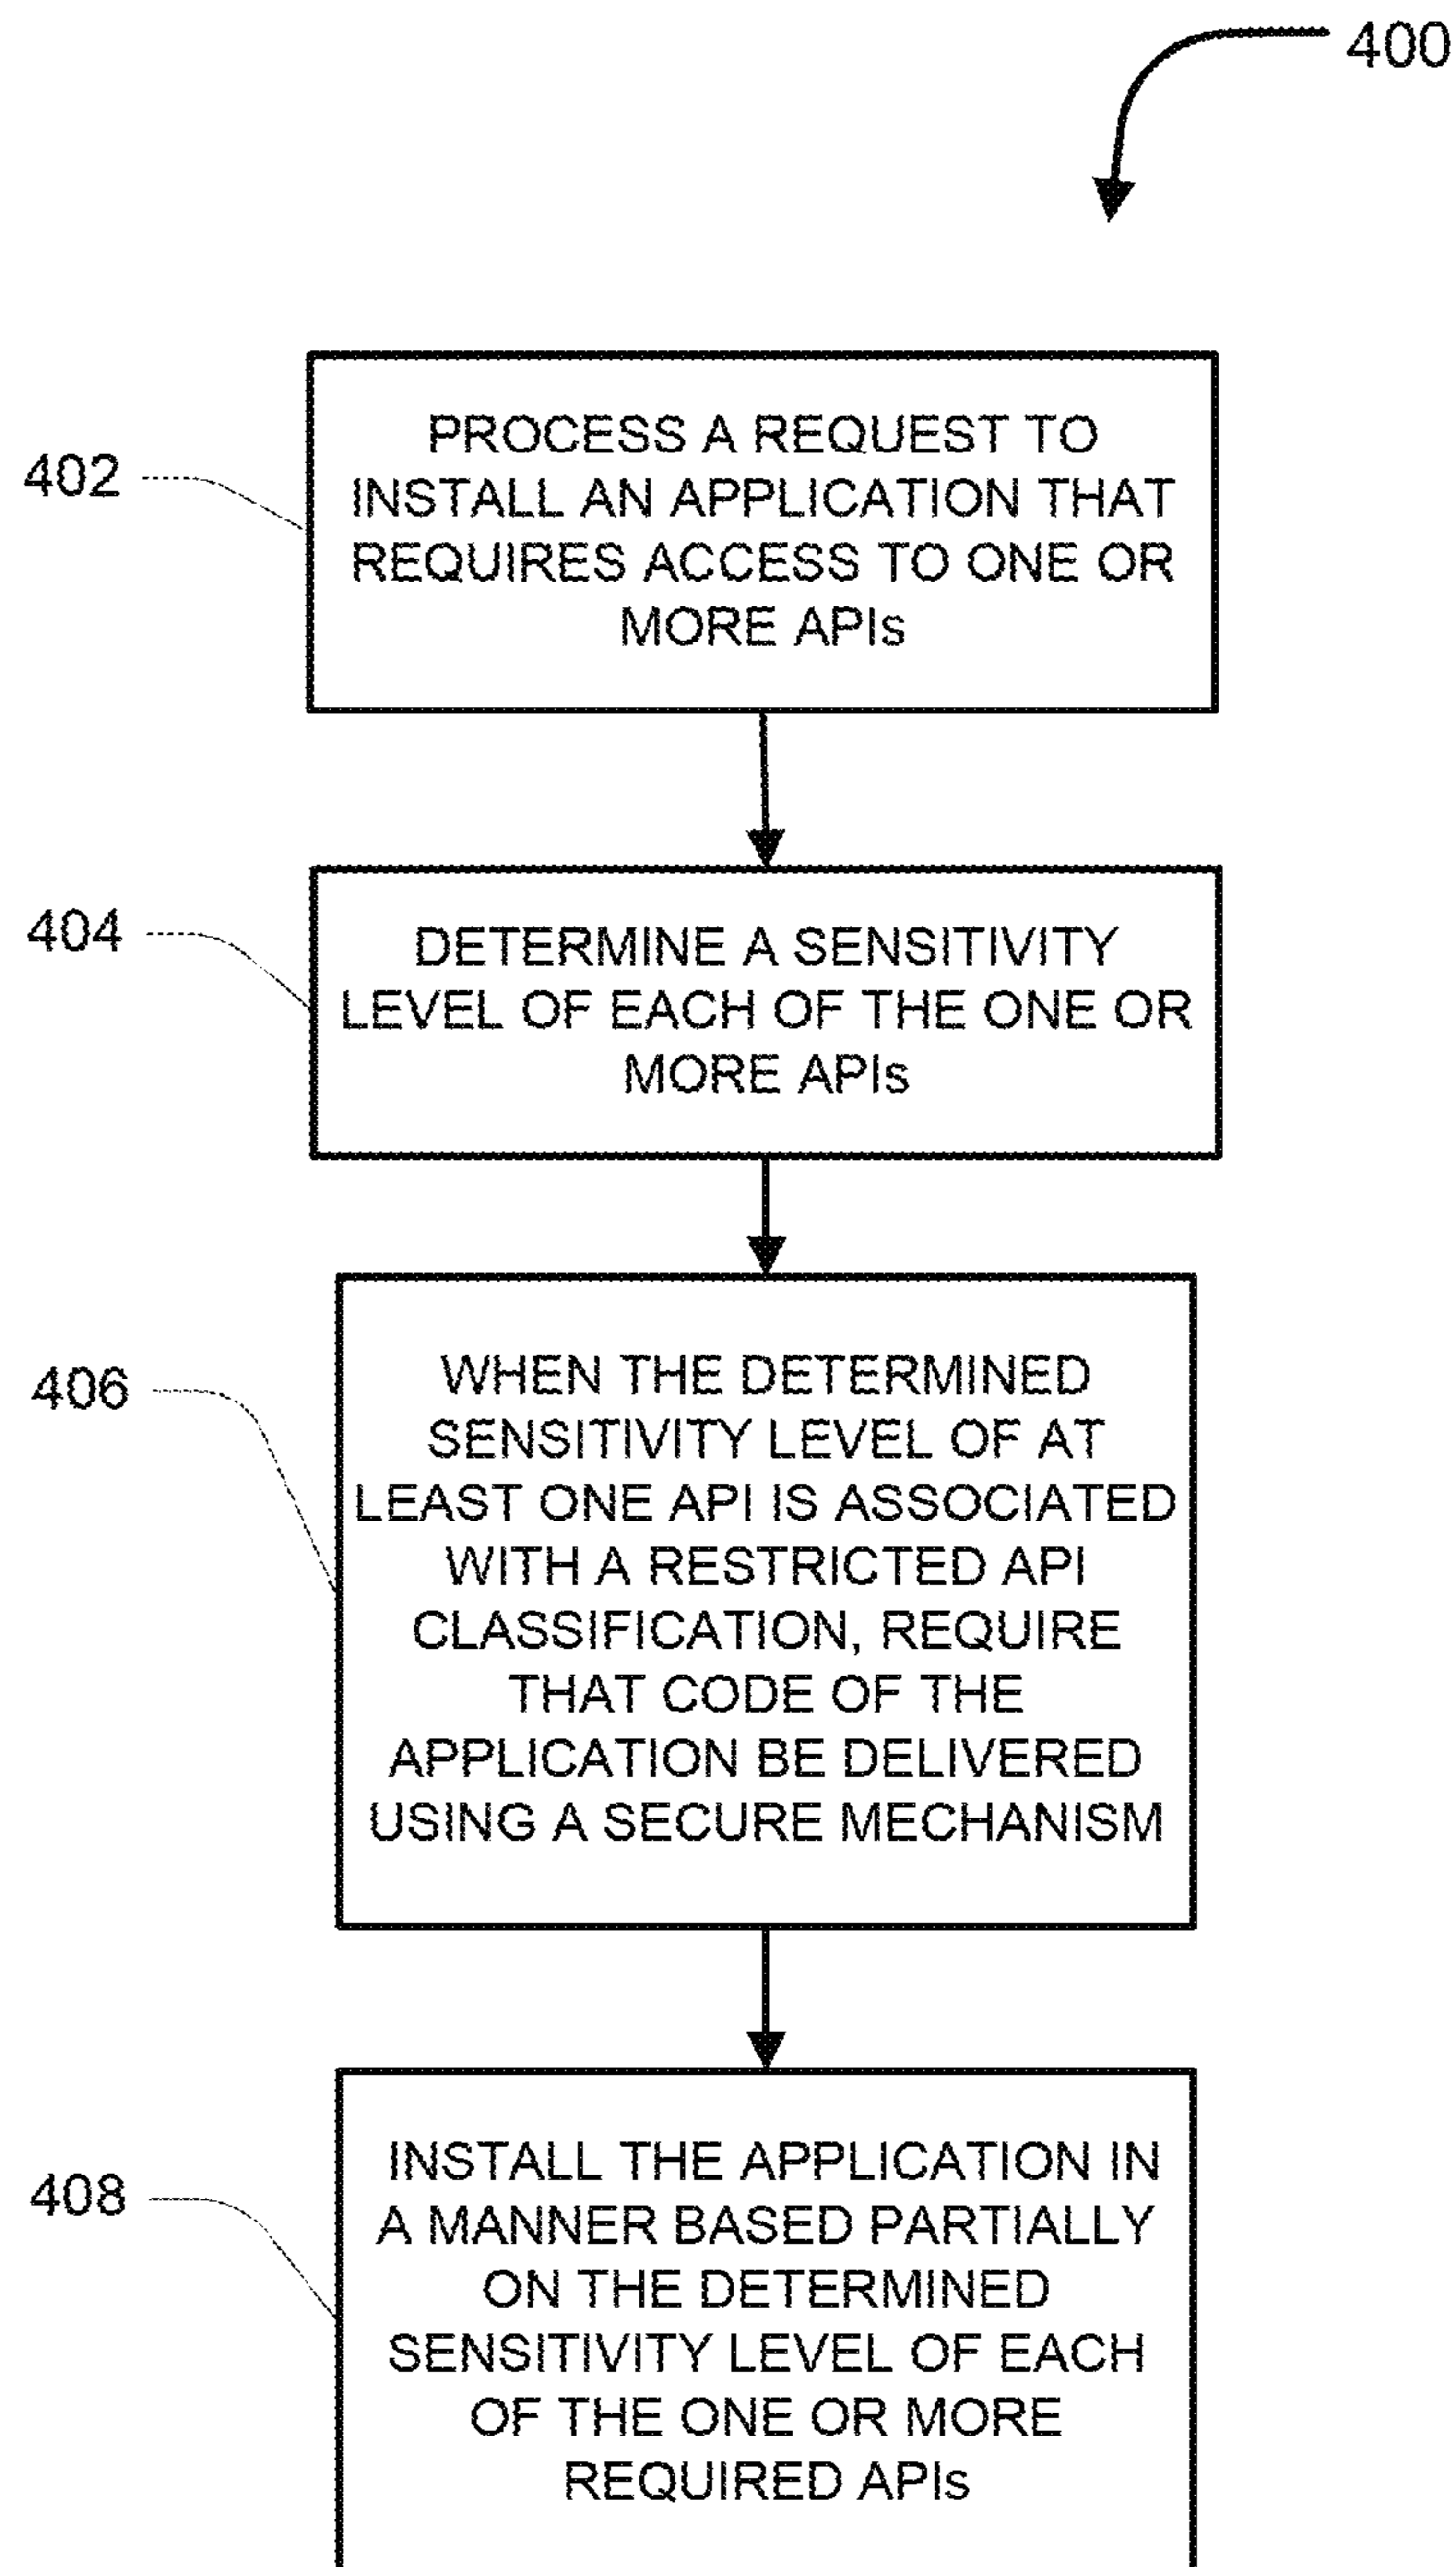 400
402
PROCESS A REQUEST TO
INSTALL AN APPLICATION THAT
REQUIRES ACCESS TO ONE OR
MORE APIs
404
DETERMINE A SENSITIVITY
LEVEL OF EACH OF THE ONE OR
MORE APIs
406
WHEN THE DETERMINED
SENSITIVITY LEVEL OF AT
LEAST ONE API IS ASSOCIATED
WITH A RESTRICTED API
CLASSIFICATION, REQUIRE
THAT CODE OF THE
APPLICATION BE DELIVERED
USING A SECURE MECHANISM
408
INSTALL THE APPLICATION IN
A MANNER BASED PARTIALLY
ON THE DETERMINED
SENSITIVITY LEVEL OF EACH
OF THE ONE OR MORE
REQUIRED APIs